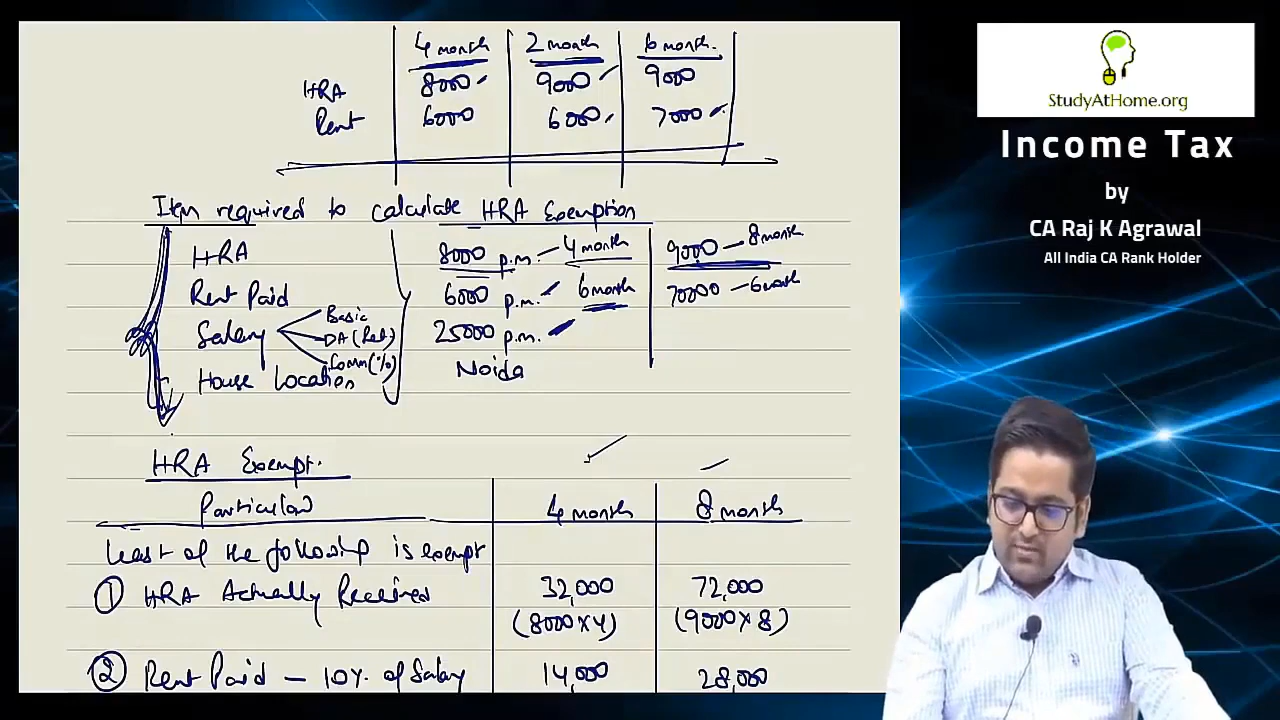 4 month 2 month 6 month.
HRA 8000 9000 9000
Rent 6000 6000 7000
Item required to calculate HRA Exemption
HRA 8000 p.m. – 4 month 9000 – 8 month
Rent Paid 6000 p.m. 6 month 70000 – 6 month
Salary Basic DA (Ret.) Comm (%) 25000 p.m.
House Location Noida
HRA Exempt.
Particular 4 month 8 month
Least of the following is exempt
① HRA Actually Received 32,000 72,000
(8000 x 4) (9000 x 8)
② Rent Paid – 10% of Salary 14,000 28,000
StudyAtHome.org
Income Tax
by
CA Raj K Agrawal
All India CA Rank Holder